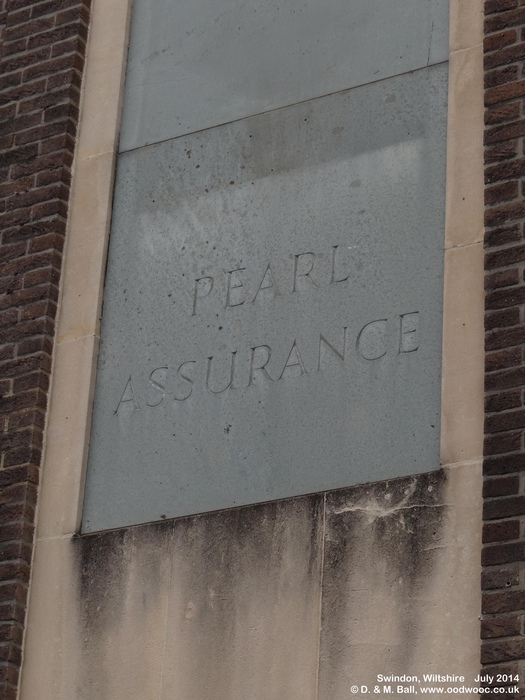 PEARL
ASSURANCE
Swindon, Wiltshire July 2014
© D. & M. Ball, www.oodwooc.co.uk